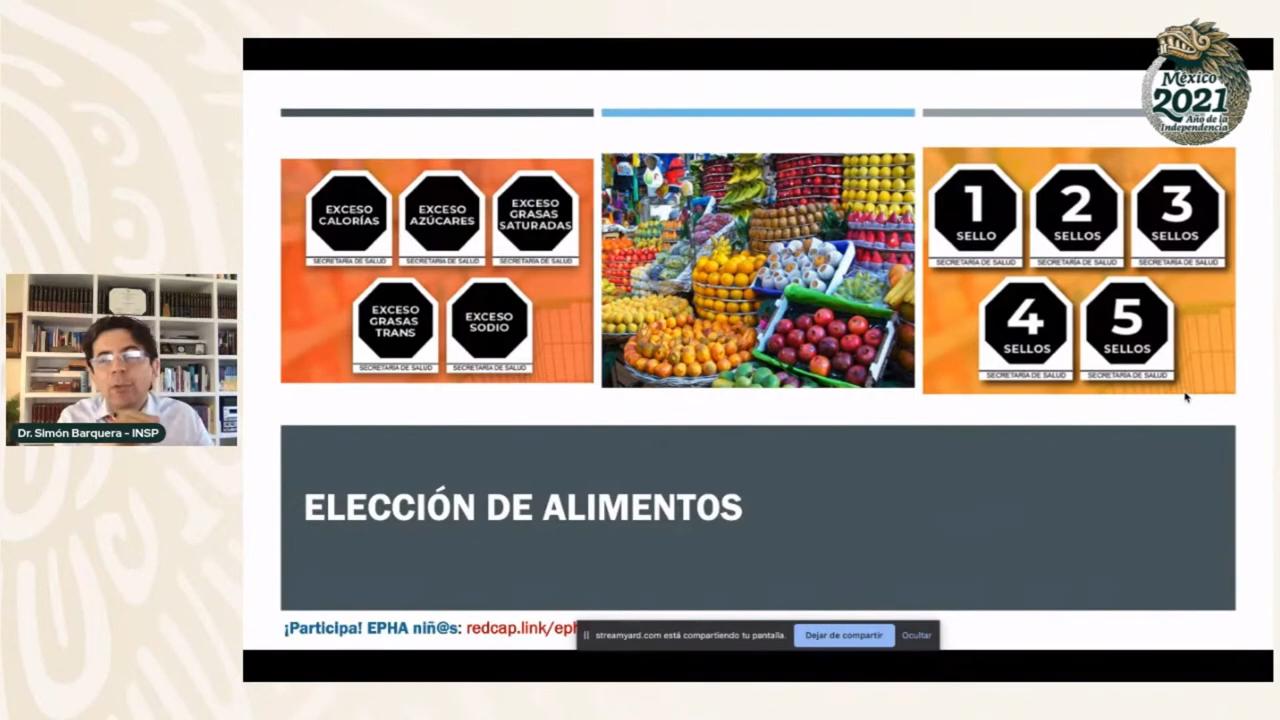 México
2021
Año de la
Independencia
EXCESO
CALORÍAS
SECRETARÍA DE SALUD
EXCESO
AZÚCARES
SECRETARÍA DE SALUD
EXCESO
GRASAS
SATURADAS
SECRETARÍA DE SALUD
EXCESO
GRASAS
TRANS
SECRETARÍA DE SALUD
EXCESO
SODIO
SECRETARÍA DE SALUD
1
SELLO
SECRETARÍA DE SALUD
2
SELLOS
SECRETARÍA DE SALUD
3
SELLOS
SECRETARÍA DE SALUD
4
SELLOS
SECRETARÍA DE SALUD
5
SELLOS
SECRETARÍA DE SALUD
Dr. Simón Barquera - INSP
ELECCIÓN DE ALIMENTOS
¡Participa! EPHA niñ@s: redcap.link/eph
streamyard.com está compartiendo tu pantalla.
Dejar de compartir
Ocultar